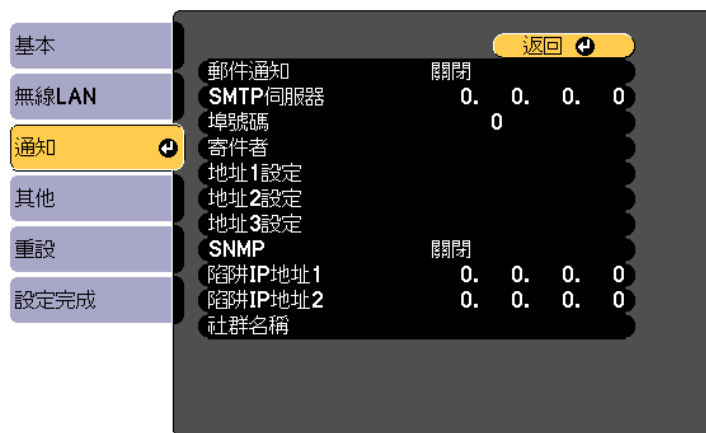 基本
無線LAN
通知
其他
重設
設定完成
返回
郵件通知 關閉
SMTP伺服器 0. 0. 0. 0
埠號碼 0
寄件者
地址1設定
地址2設定
地址3設定
SNMP 關閉
陷阱IP地址1 0. 0. 0. 0
陷阱IP地址2 0. 0. 0. 0
社群名稱